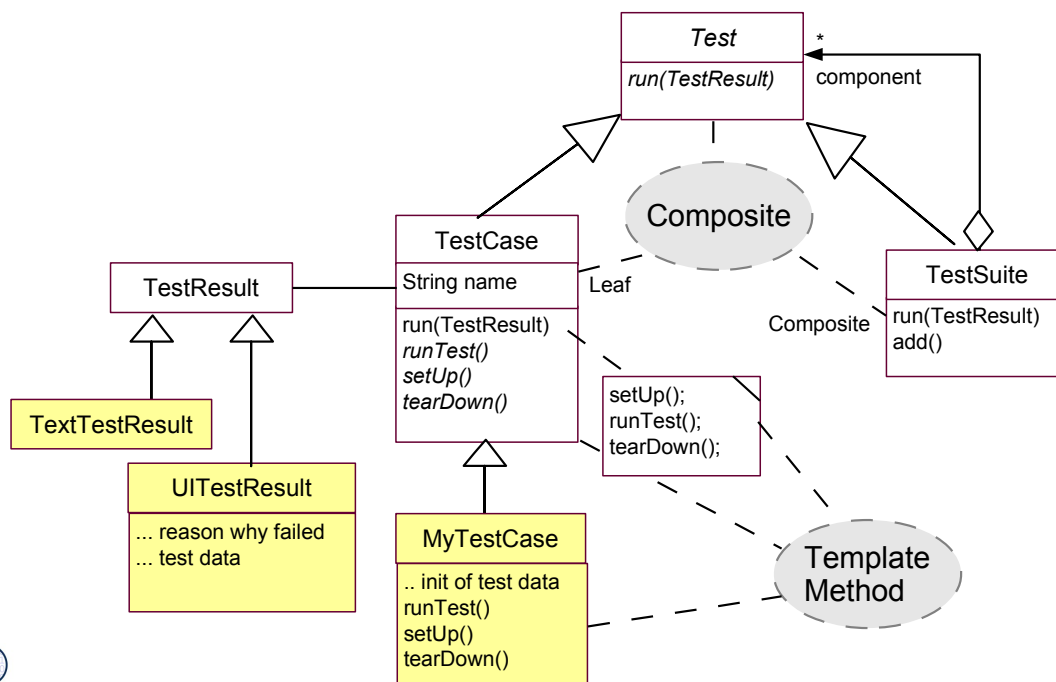 Test
*
run(TestResult)
component
Composite
TestCase
String name
Leaf
run(TestResult)
runTest()
setUp()
tearDown()
TestResult
TestSuite
Composite
run(TestResult)
add()
setUp();
runTest();
tearDown();
TextTestResult
UITestResult
... reason why failed
... test data
MyTestCase
.. init of test data
runTest()
setUp()
tearDown()
Template
Method